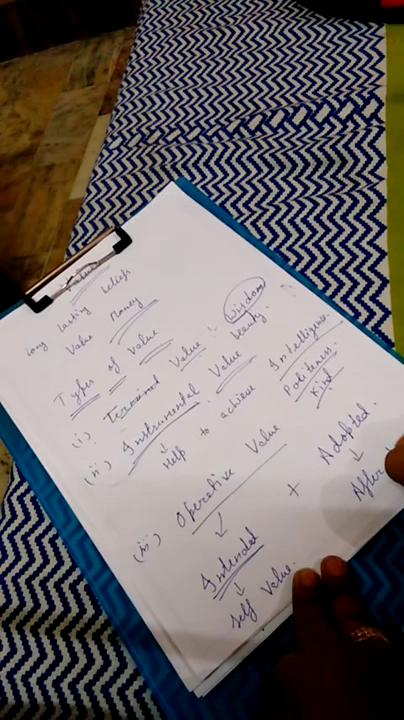 Value
long lasting beliefs
Value Money
Types of Value
(i) Terminal Value : Wisdom beauty.
(ii) Instrumental Value Intelligence.
↓
Help to achieve Politeness.
Kind
(iii) Operative Value
↙
Intended + Adopted.
↓ ↓
Self Value. After